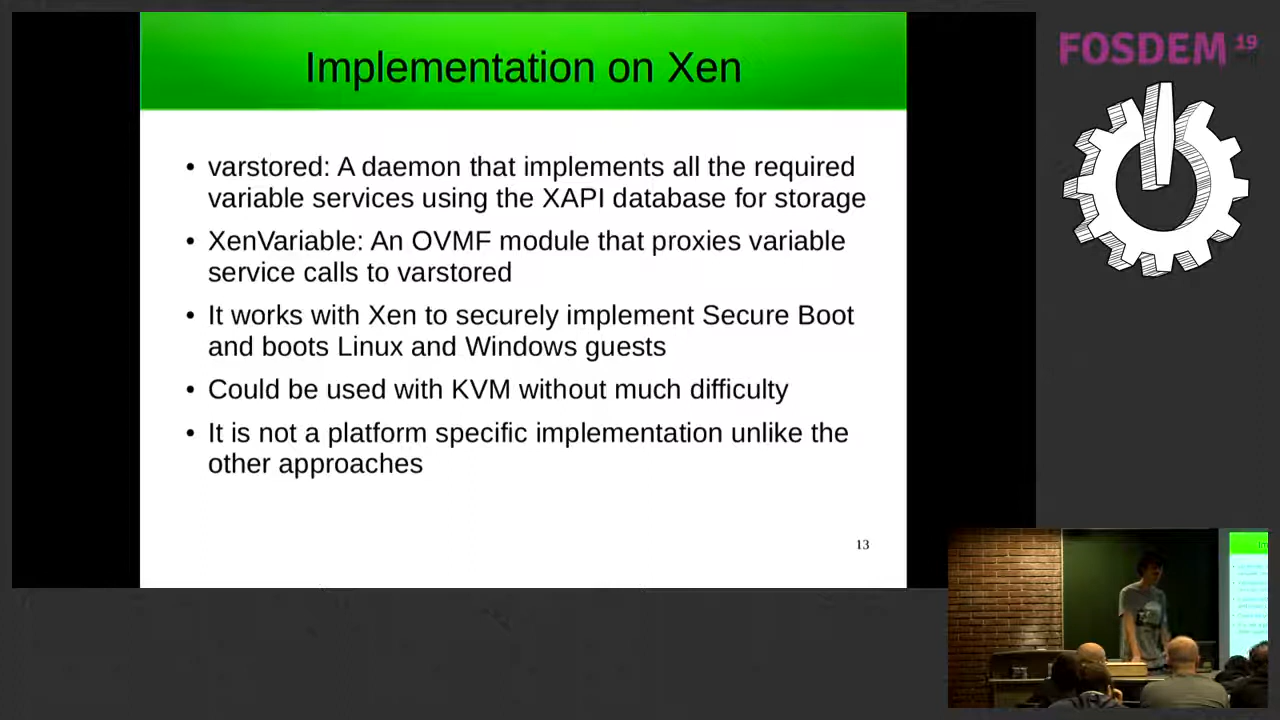 Implementation on Xen
• varstored: A daemon that implements all the required
variable services using the XAPI database for storage
• XenVariable: An OVMF module that proxies variable
service calls to varstored
• It works with Xen to securely implement Secure Boot
and boots Linux and Windows guests
• Could be used with KVM without much difficulty
• It is not a platform specific implementation unlike the
other approaches
13
FOSDEM 19